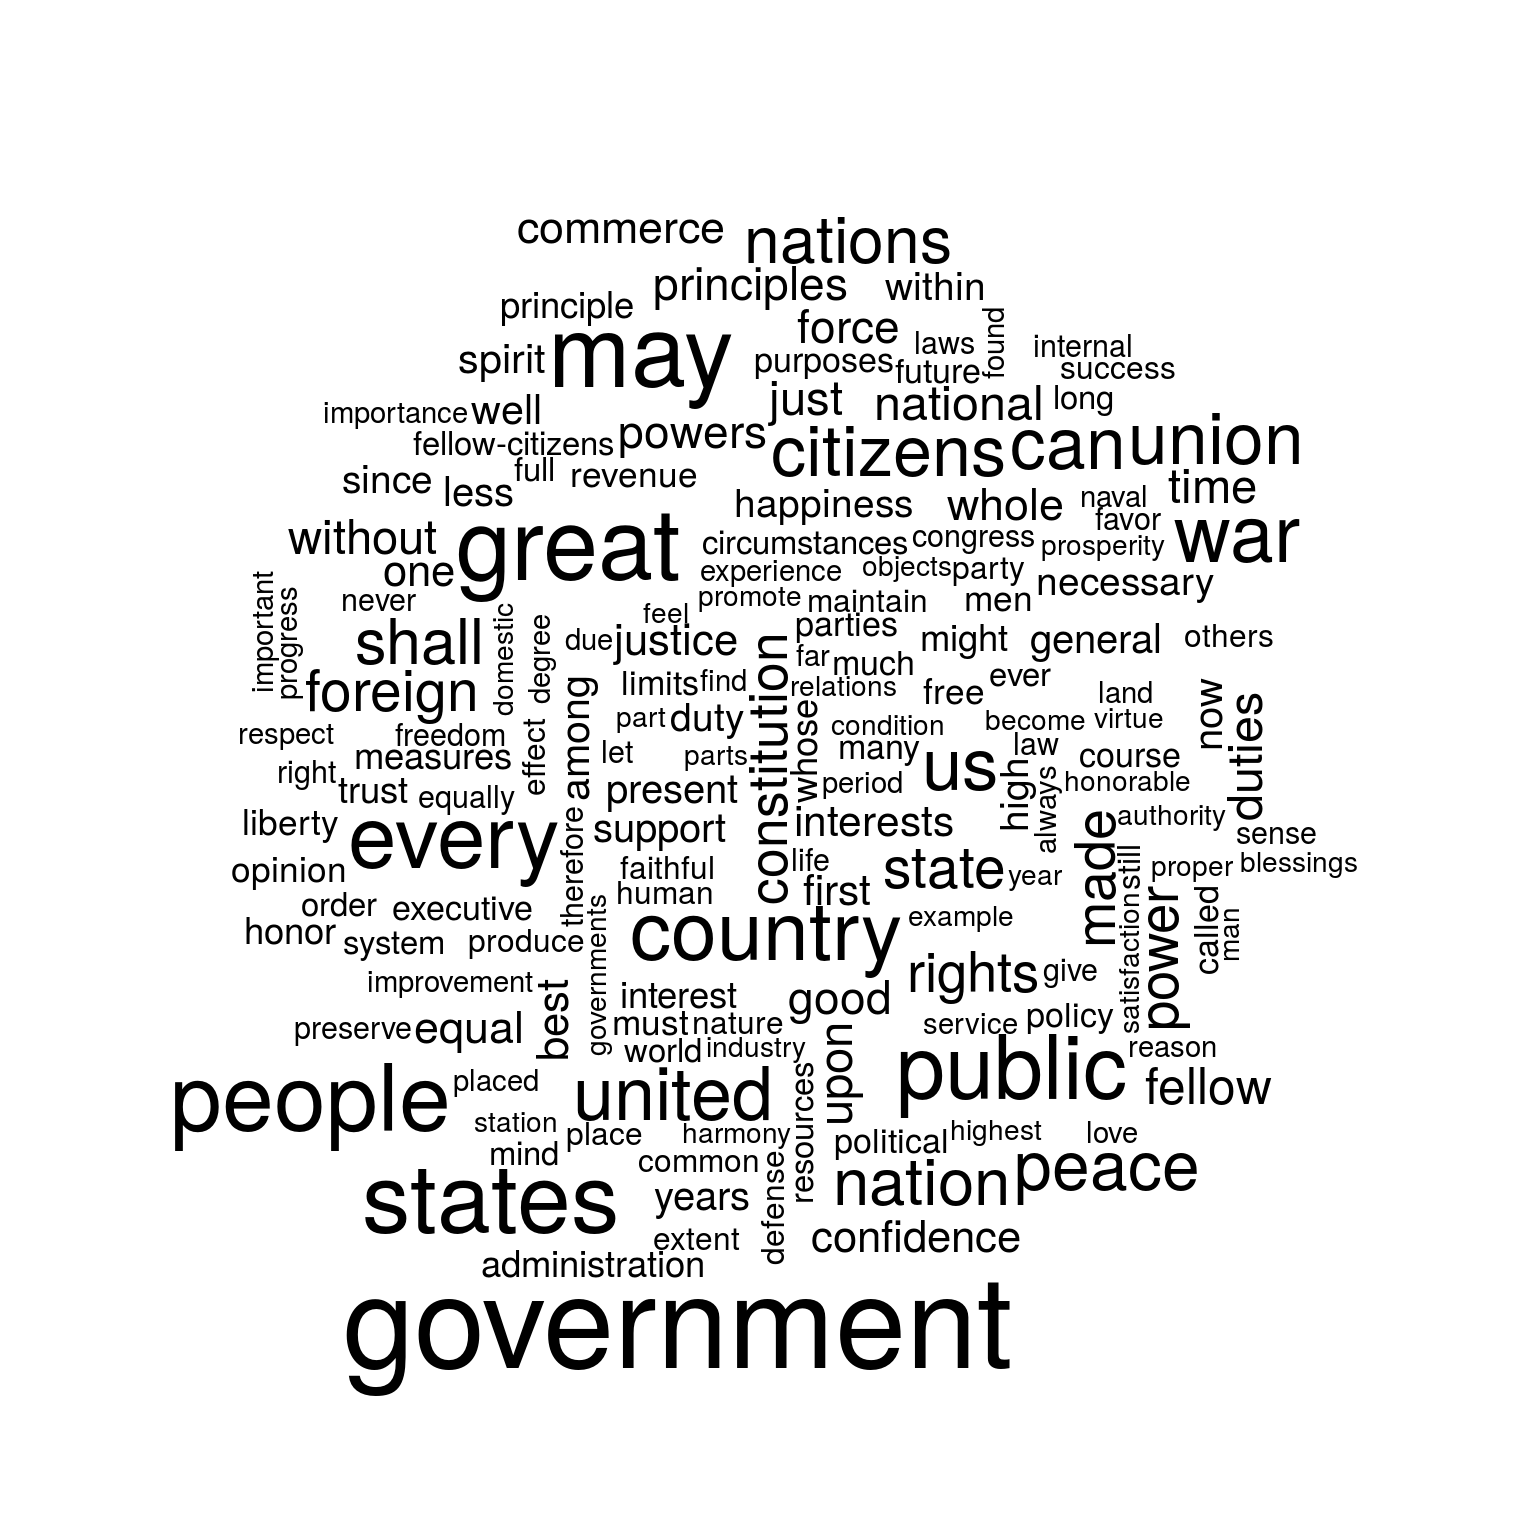 commerce nations
principles within
principle
force found
laws internal
spirit may purposes future success
just national long
importance well
fellow-citizens powers citizens can union
since less full revenue
happiness whole naval time
favor
without great circumstances congress prosperity war
one experience objects party necessary
important progress never promote maintain men
feel
shall domestic degree due justice parties might general others
far much
foreign limits find constitution relations free ever land now
respect freedom among part duty whose condition become virtue duties
measures effect let parts many us law course
right trust equally present period high always honorable
liberty every therefore support interests made authority sense
opinion faithful life state year still proper blessings
human first
order executive
honor system produce governments country example satisfaction power called man
improvement best interest good rights give
preserve equal must nature upon service policy
world industry public reason
people placed united resources fellow
station place harmony political highest love
mind common defense nation peace
states years
extent confidence
administration
government